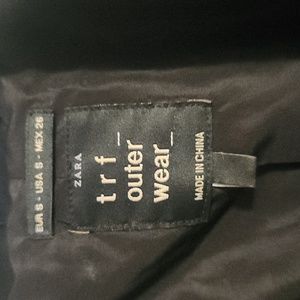 ZARA
trf_
outer
wear_
MADE IN CHINA
EUR S - USA S - MEX 26